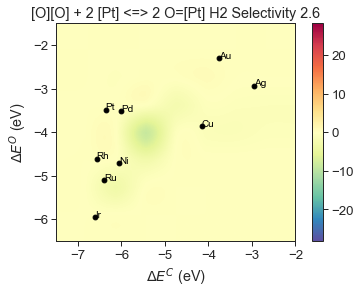 [O][O] + 2 [Pt] <=> 2 O=[Pt] H2 Selectivity 2.6
−2
−3
−4
−5
−6
ΔE^O (eV)
Au
Ag
Pt
Pd
Cu
Rh
Ni
Ru
Ir
−7
−6
−5
−4
−3
−2
ΔE^C (eV)
20
10
0
−10
−20